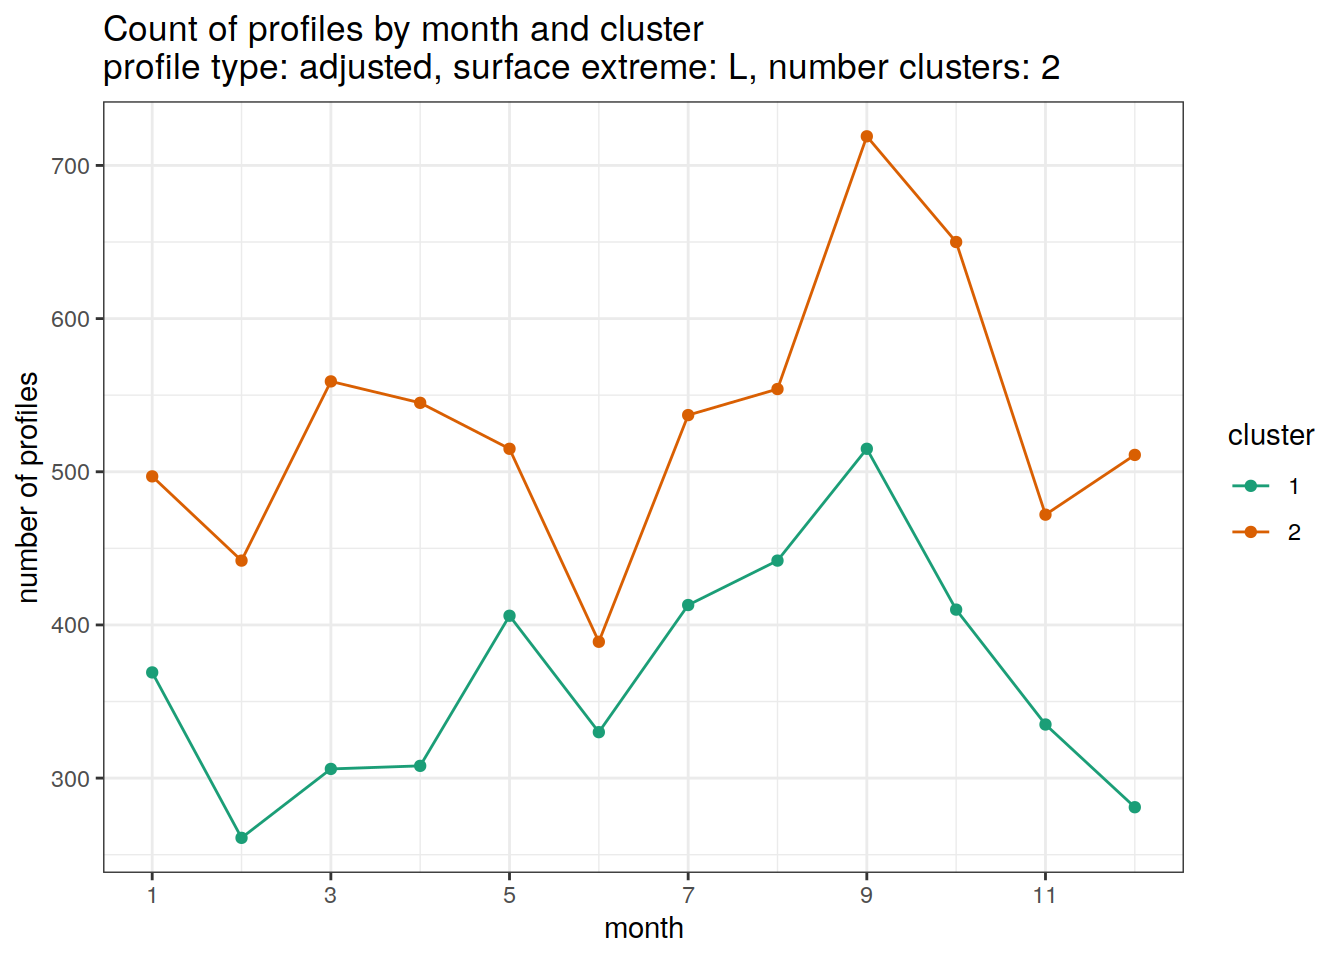 Count of profiles by month and cluster
profile type: adjusted, surface extreme: L, number clusters: 2
700
600
500
400
300
number of profiles
1 3 5 7 9 11
month
cluster
1
2